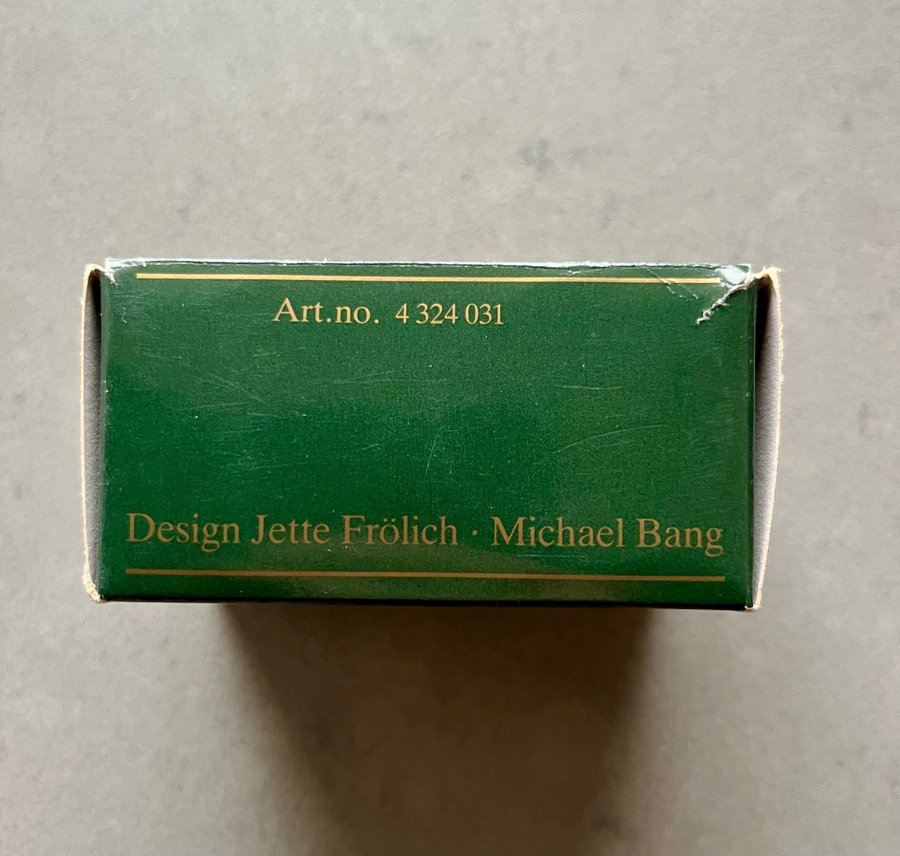 Art.no. 4 324 031
Design Jette Frölich · Michael Bang